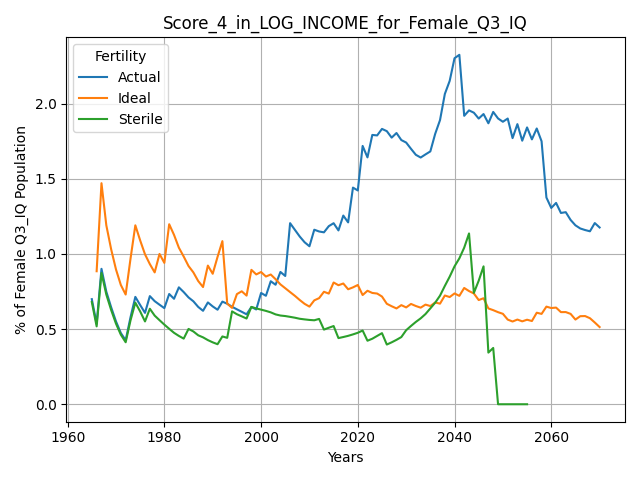 Score_4_in_LOG_INCOME_for_Female_Q3_IQ
Fertility
Actual
Ideal
Sterile
% of Female Q3_IQ Population
2.0
1.5
1.0
0.5
0.0
1960
1980
2000
2020
2040
2060
Years